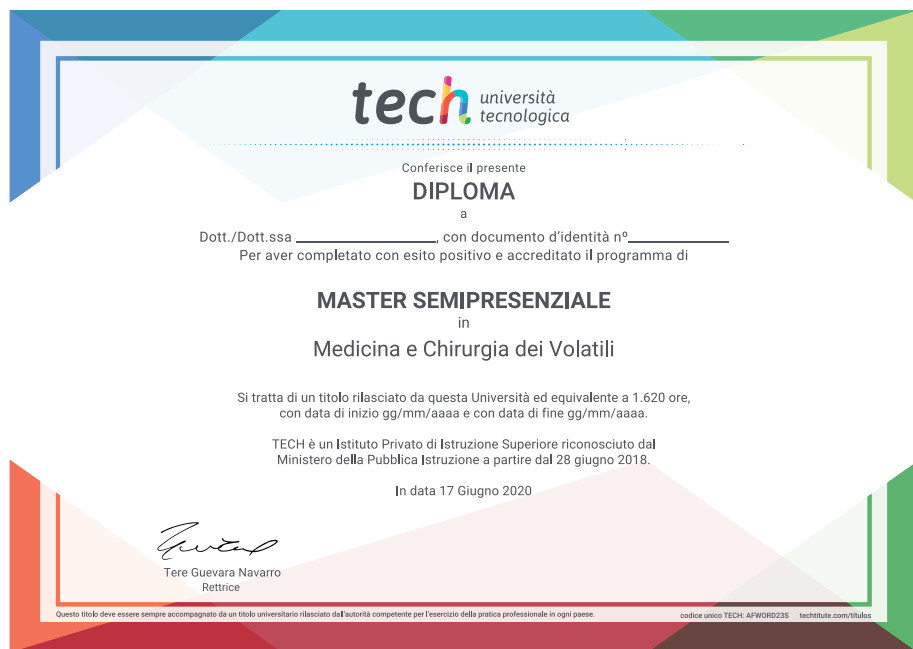 tech università
tecnologica
Conferisce il presente
DIPLOMA
a
Dott./Dott.ssa ________________, con documento d'identità nº____________
Per aver completato con esito positivo e accreditato il programma di
MASTER SEMIPRESENZIALE
in
Medicina e Chirurgia dei Volatili
Si tratta di un titolo rilasciato da questa Università ed equivalente a 1.620 ore,
con data di inizio gg/mm/aaaa e con data di fine gg/mm/aaaa.
TECH è un Istituto Privato di Istruzione Superiore riconosciuto dal
Ministero della Pubblica Istruzione a partire dal 28 giugno 2018.
In data 17 Giugno 2020
Tere Guevara Navarro
Rettrice
Questo titolo deve essere sempre accompagnato da un titolo universitario rilasciato dall'autorità competente per l'esercizio della pratica professionale in ogni paese.
codice unico TECH: AFWORD23S techtitute.com/titulos